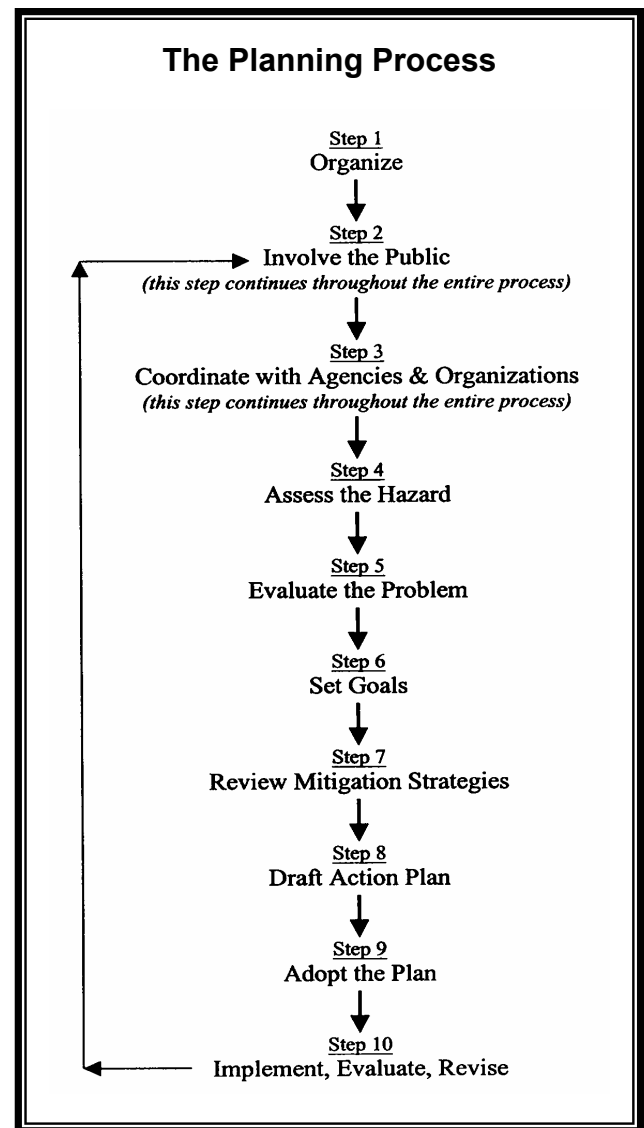 The Planning Process
Step 1
Organize
Step 2
Involve the Public
(this step continues throughout the entire process)
Step 3
Coordinate with Agencies & Organizations
(this step continues throughout the entire process)
Step 4
Assess the Hazard
Step 5
Evaluate the Problem
Step 6
Set Goals
Step 7
Review Mitigation Strategies
Step 8
Draft Action Plan
Step 9
Adopt the Plan
Step 10
Implement, Evaluate, Revise